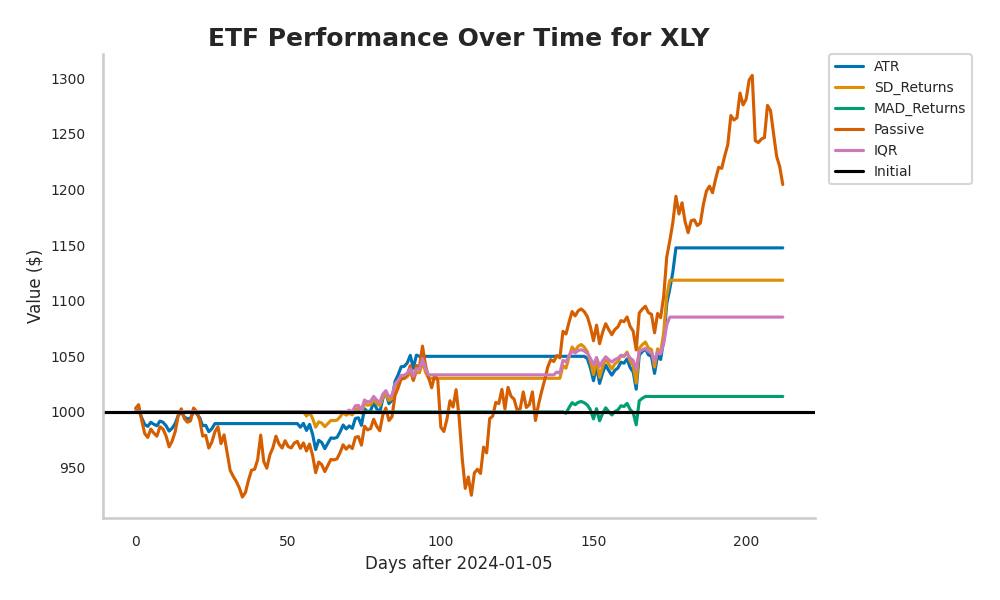 ETF Performance Over Time for XLY
1300
1250
1200
1150
1100
1050
1000
950
Value ($)
0
50
100
150
200
Days after 2024-01-05
ATR
SD_Returns
MAD_Returns
Passive
IQR
Initial